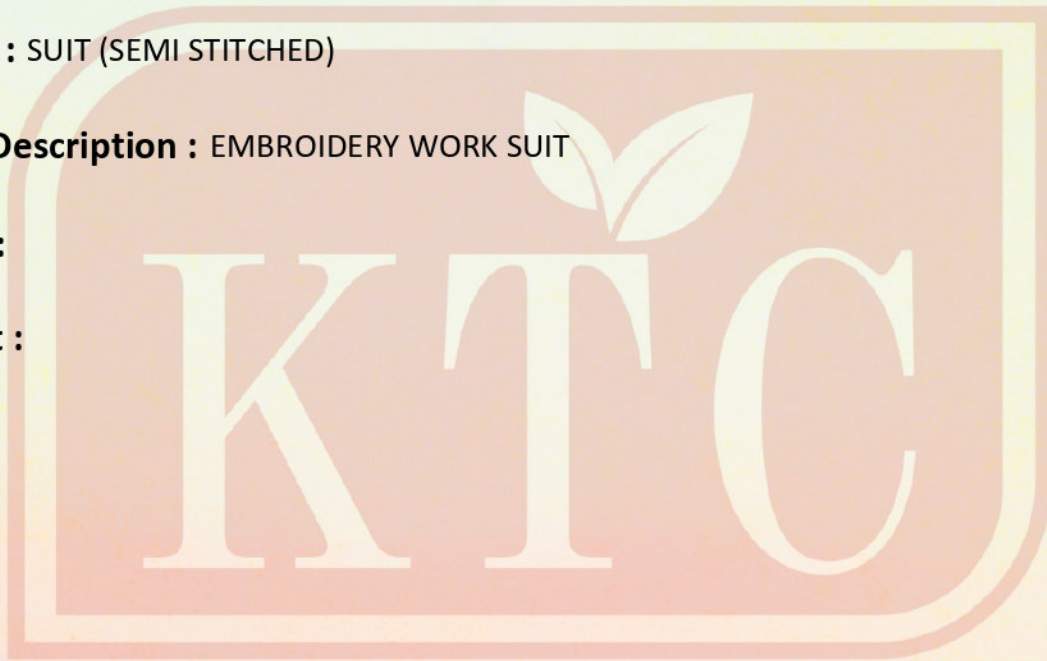 : SUIT (SEMI STITCHED)
Description : EMBROIDERY WORK SUIT
:
:
KTC